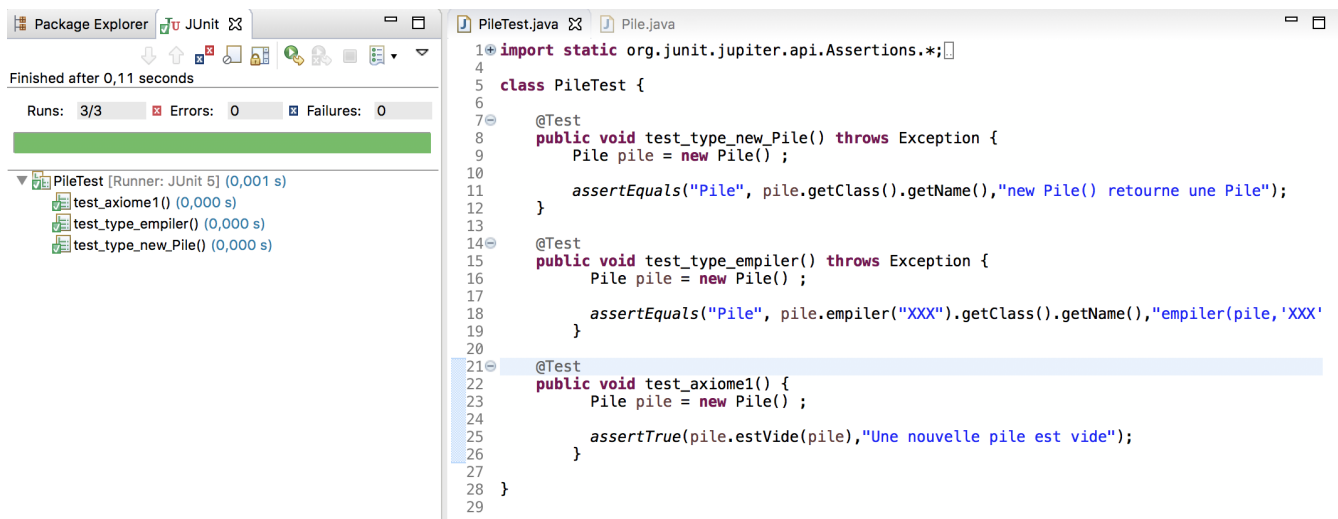 Package Explorer JUnit
Finished after 0,11 seconds
Runs: 3/3 Errors: 0 Failures: 0
PileTest [Runner: JUnit 5] (0,001 s)
test_axiome1() (0,000 s)
test_type_empiler() (0,000 s)
test_type_new_Pile() (0,000 s)
PileTest.java Pile.java
1 import static org.junit.jupiter.api.Assertions.*;
4
5 class PileTest {
6
7 @Test
8 public void test_type_new_Pile() throws Exception {
9 Pile pile = new Pile() ;
10
11 assertEquals("Pile", pile.getClass().getName(),"new Pile() retourne une Pile");
12 }
13
14 @Test
15 public void test_type_empiler() throws Exception {
16 Pile pile = new Pile() ;
17
18 assertEquals("Pile", pile.empiler("XXX").getClass().getName(),"empiler(pile,'XXX'
19 }
20
21 @Test
22 public void test_axiome1() {
23 Pile pile = new Pile() ;
24
25 assertTrue(pile.estVide(pile),"Une nouvelle pile est vide");
26 }
27
28 }
29